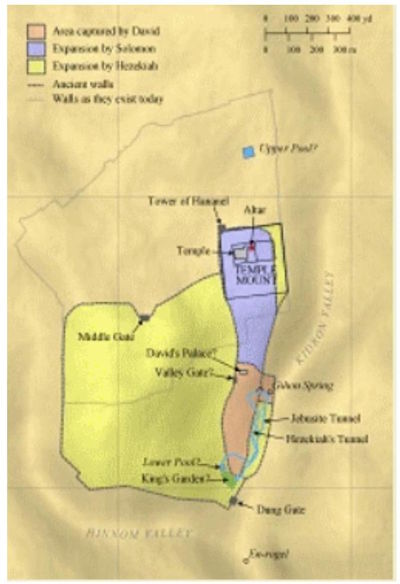 Area captured by David
Expansion by Solomon
Expansion by Hezekiah
Ancient walls
Walls as they exist today
0 100 200 300 400 yd
0 100 200 300 m
Upper Pool?
Tower of Hananel
Altar
Temple
TEMPLE
MOUNT
KIDRON VALLEY
Middle Gate
David's Palace?
Valley Gate?
Gihon Spring
Jebusite Tunnel
Hezekiah's Tunnel
Lower Pool?
King's Garden?
Dung Gate
HINNOM VALLEY
En-rogel